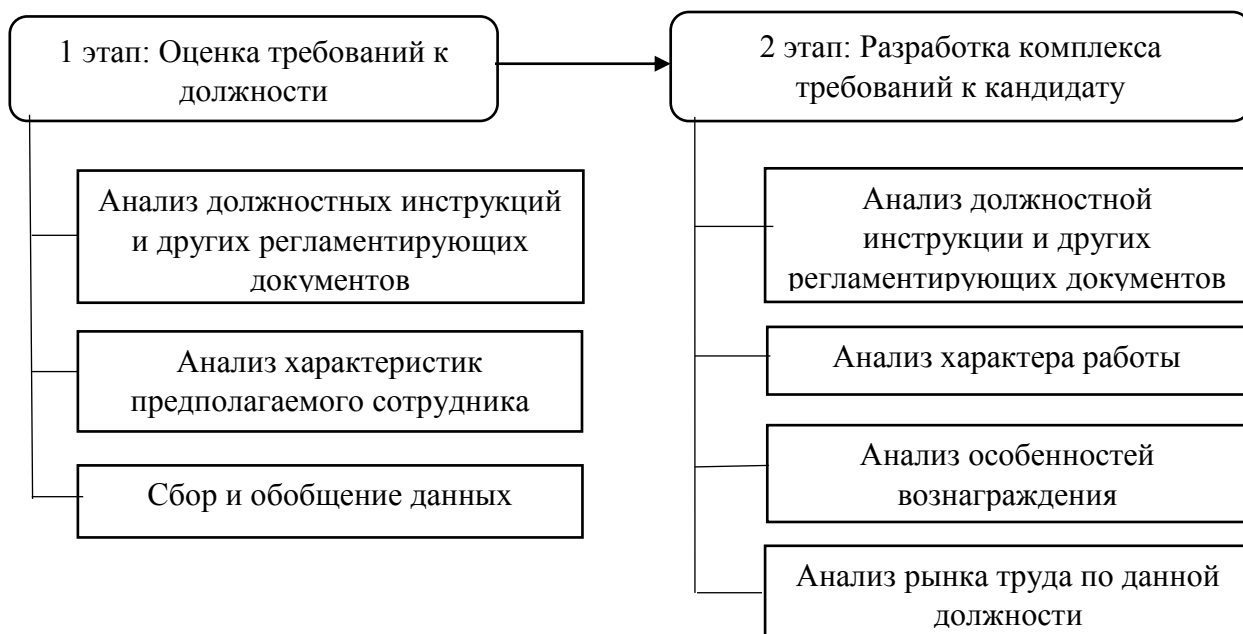 1 этап: Оценка требований к
должности
2 этап: Разработка комплекса
требований к кандидату
Анализ должностных инструкций
и других регламентирующих
документов
Анализ характеристик
предполагаемого сотрудника
Сбор и обобщение данных
Анализ должностной
инструкции и других
регламентирующих документов
Анализ характера работы
Анализ особенностей
вознаграждения
Анализ рынка труда по данной
должности